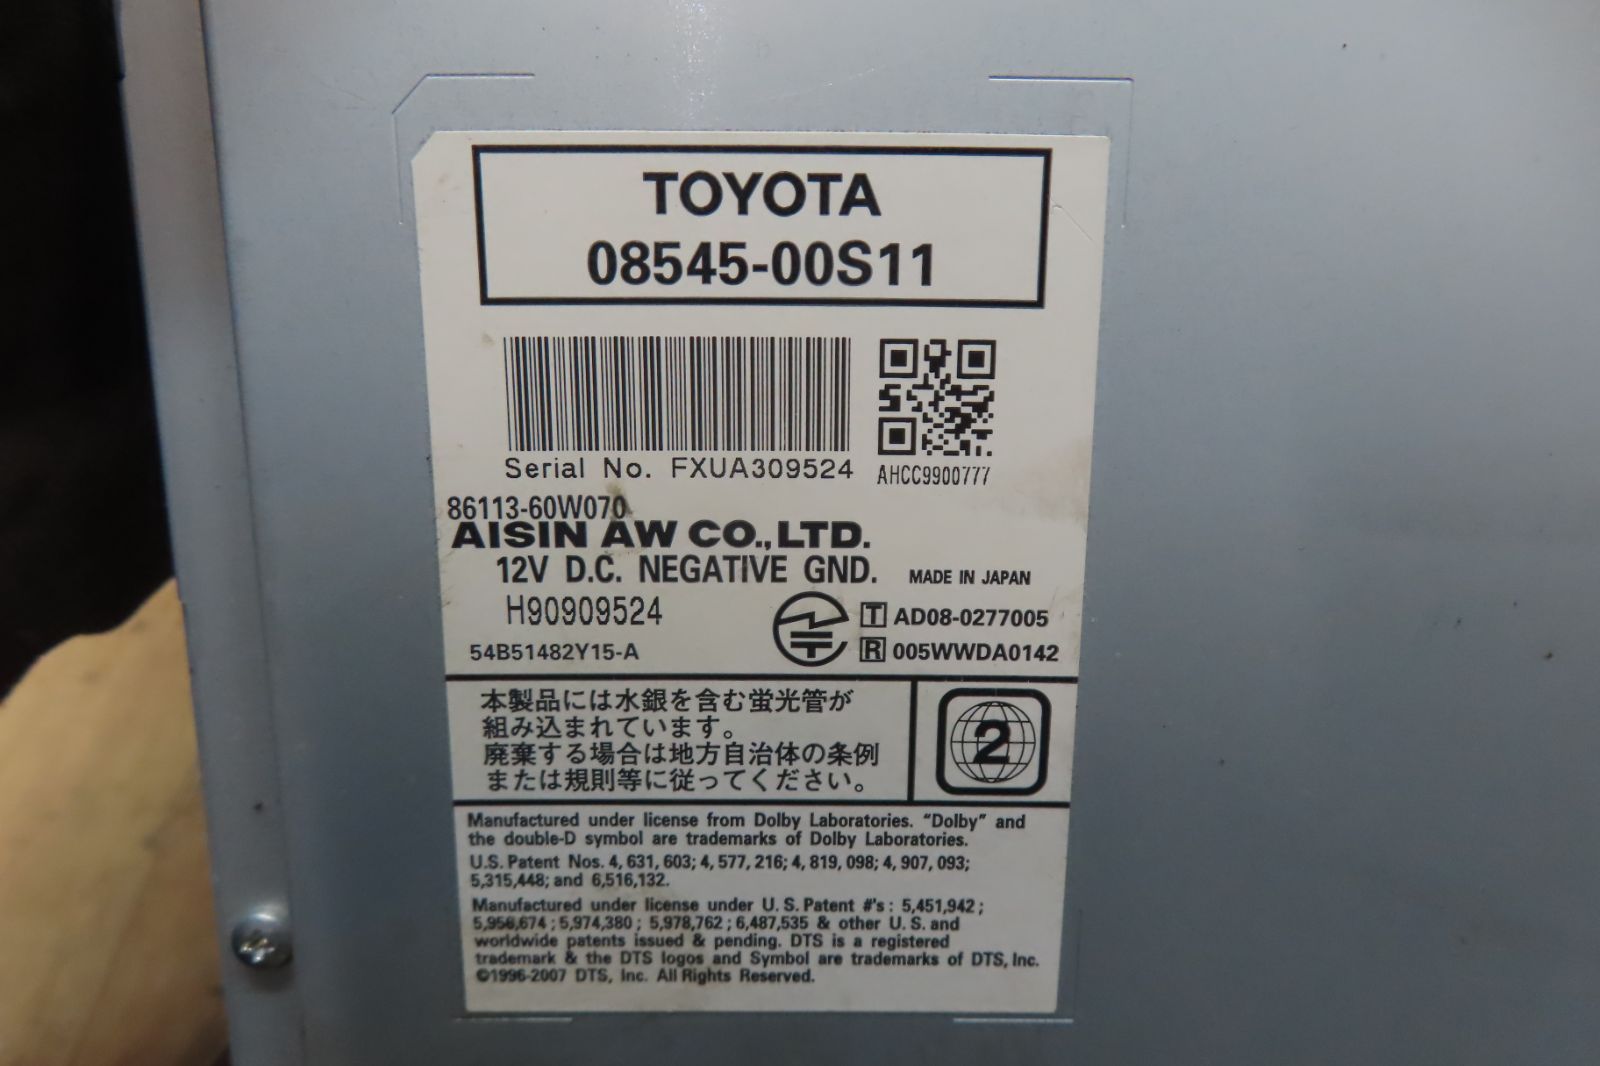 TOYOTA
08545-00S11
Serial No. FXUA309524
AHCC9900777
86113-60W070
AISIN AW CO.,LTD.
12V D.C. NEGATIVE GND.
MADE IN JAPAN
H90909524
T AD08-0277005
54B51482Y15-A
R 005WWDA0142
本製品には水銀を含む蛍光管が
組み込まれています。
廃棄する場合は地方自治体の条例
または規則等に従ってください。
2
Manufactured under license from Dolby Laboratories. "Dolby" and
the double-D symbol are trademarks of Dolby Laboratories.
U.S. Patent Nos. 4, 631, 603; 4, 577, 216; 4, 819, 098; 4, 907, 093;
5,315,448; and 6,516,132.
Manufactured under license under U. S. Patent #'s : 5,451,942 ;
5,956,674 ; 5,974,380 ; 5,978,762 ; 6,487,535 & other U. S. and
worldwide patents issued & pending. DTS is a registered
trademark & the DTS logos and Symbol are trademarks of DTS, Inc.
©1996-2007 DTS, Inc. All Rights Reserved.